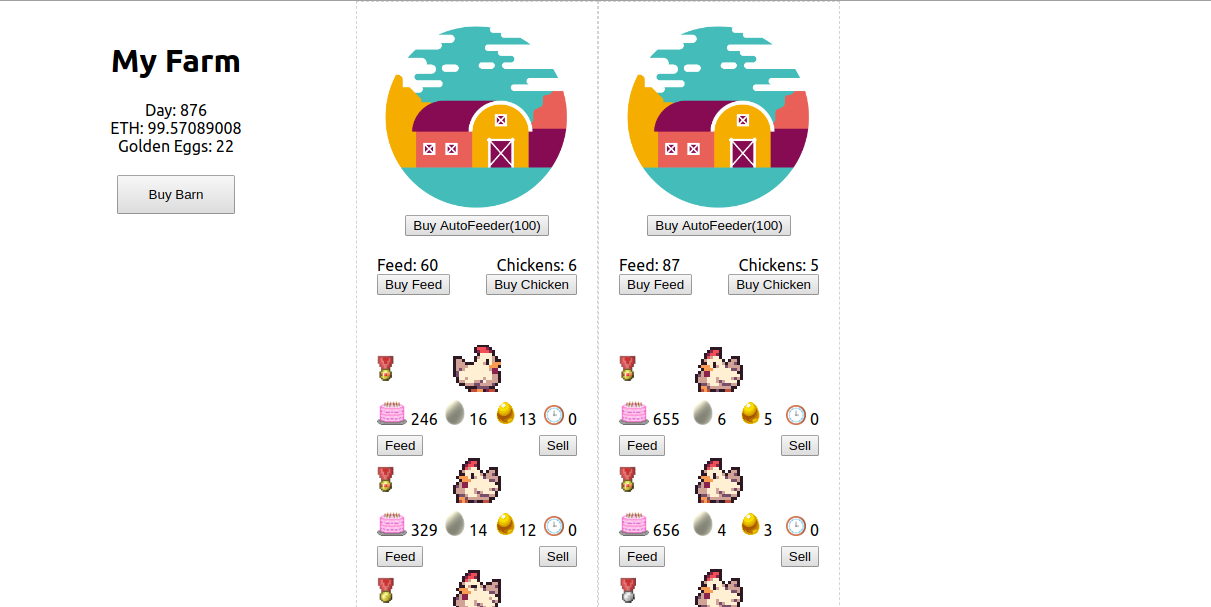 My Farm
Day: 876
ETH: 99.57089008
Golden Eggs: 22
Buy Barn
Buy AutoFeeder(100)
Feed: 60 Chickens: 6
Buy Feed Buy Chicken
246 16 13 0
Feed Sell
329 14 12 0
Feed Sell
Buy AutoFeeder(100)
Feed: 87 Chickens: 5
Buy Feed Buy Chicken
655 6 5 0
Feed Sell
656 4 3 0
Feed Sell